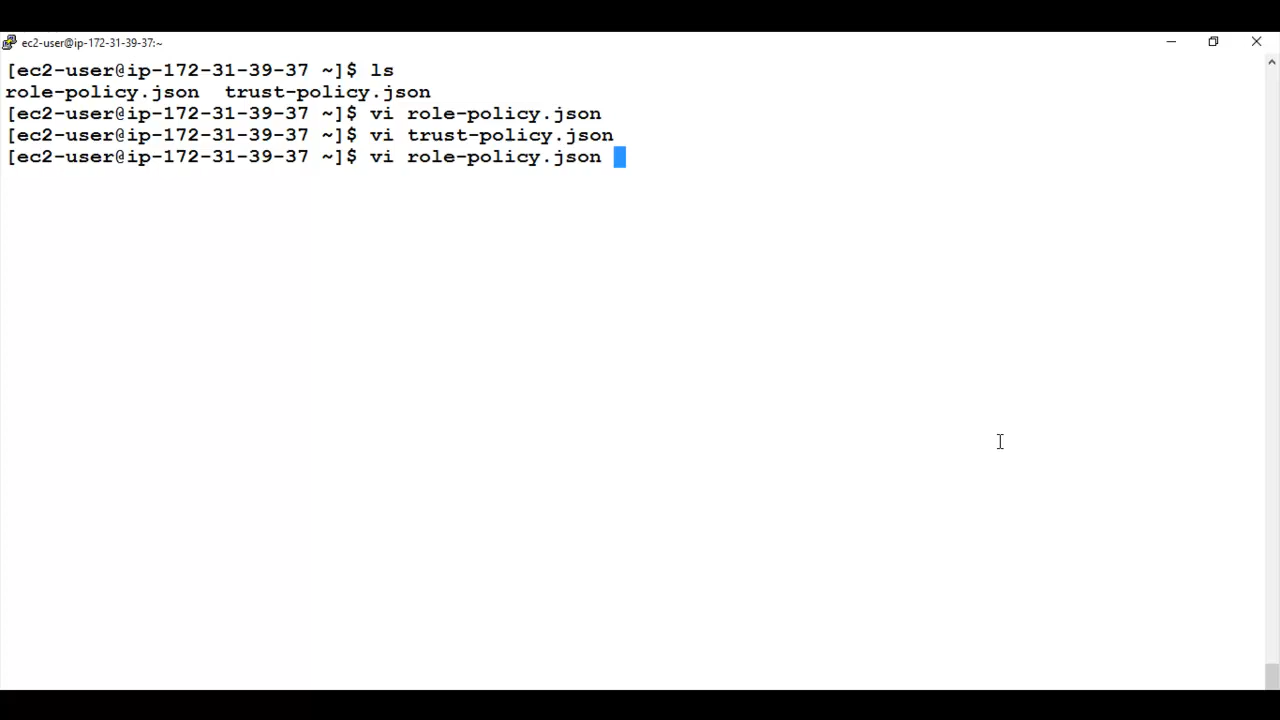 ec2-user@ip-172-31-39-37:~
[ec2-user@ip-172-31-39-37 ~]$ ls
role-policy.json  trust-policy.json
[ec2-user@ip-172-31-39-37 ~]$ vi role-policy.json
[ec2-user@ip-172-31-39-37 ~]$ vi trust-policy.json
[ec2-user@ip-172-31-39-37 ~]$ vi role-policy.json